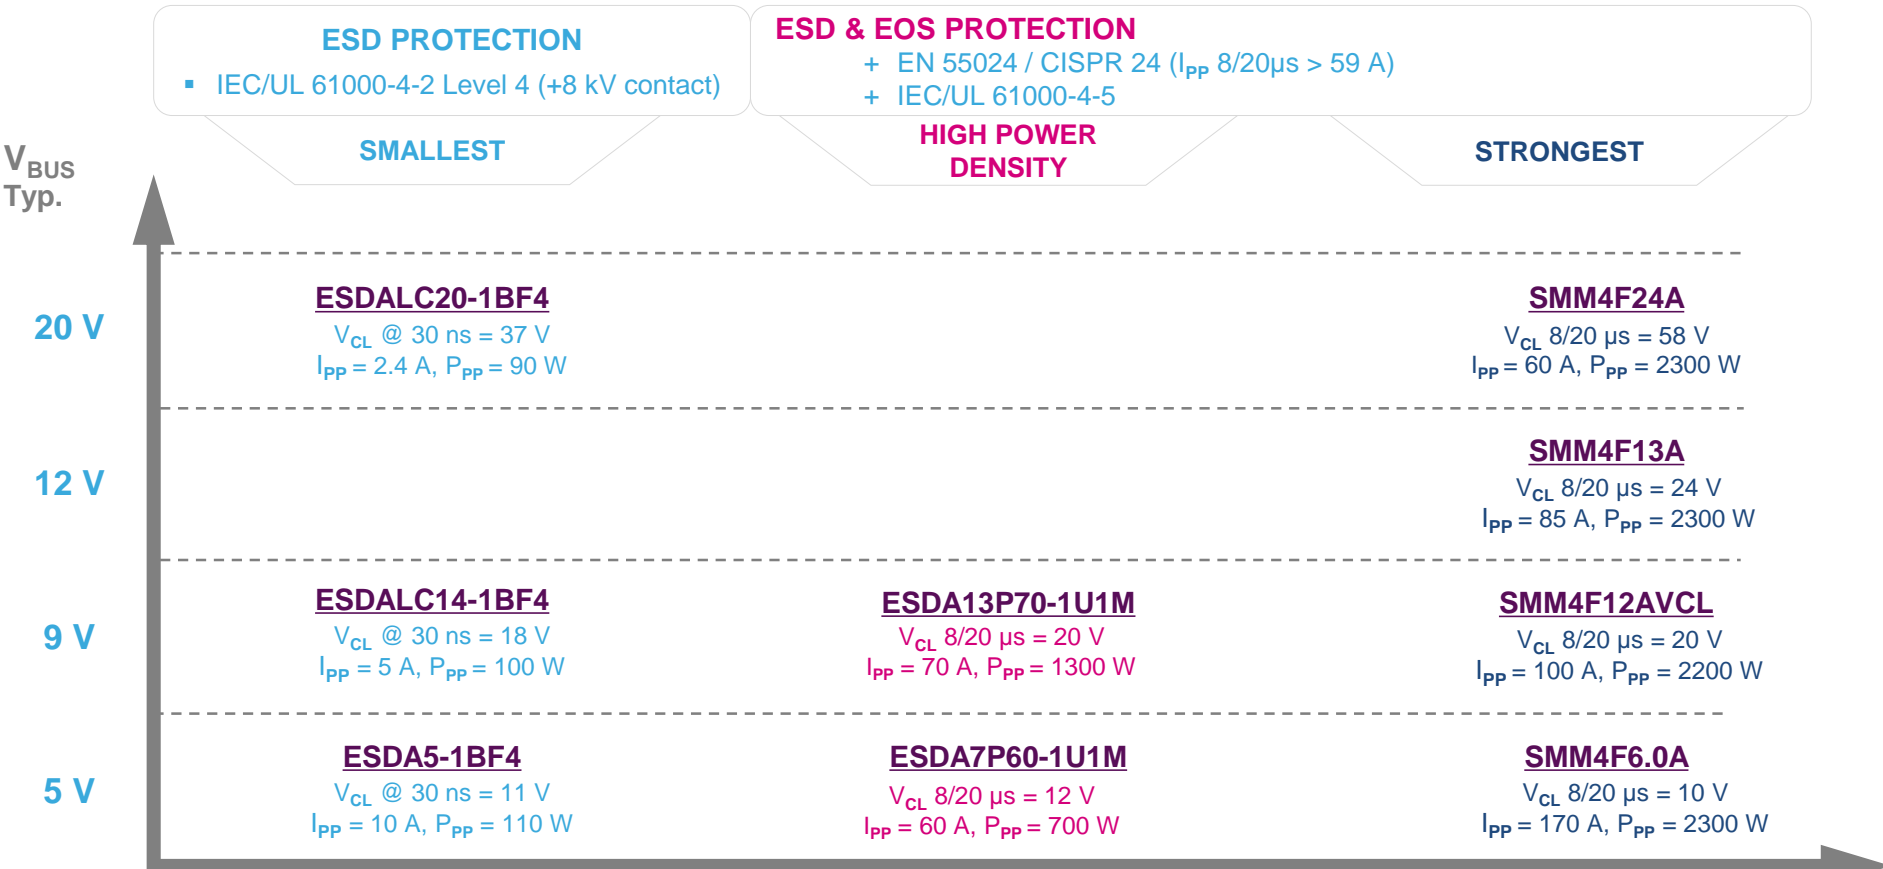 ESD PROTECTION
▪ IEC/UL 61000-4-2 Level 4 (+8 kV contact)
ESD & EOS PROTECTION
+ EN 55024 / CISPR 24 (IPP 8/20µs > 59 A)
+ IEC/UL 61000-4-5
SMALLEST
HIGH POWER
DENSITY
STRONGEST
VBUS
Typ.
20 V
ESDALC20-1BF4
VCL @ 30 ns = 37 V
IPP = 2.4 A, PPP = 90 W
SMM4F24A
VCL 8/20 µs = 58 V
IPP = 60 A, PPP = 2300 W
12 V
SMM4F13A
VCL 8/20 µs = 24 V
IPP = 85 A, PPP = 2300 W
9 V
ESDALC14-1BF4
VCL @ 30 ns = 18 V
IPP = 5 A, PPP = 100 W
ESDA13P70-1U1M
VCL 8/20 µs = 20 V
IPP = 70 A, PPP = 1300 W
SMM4F12AVCL
VCL 8/20 µs = 20 V
IPP = 100 A, PPP = 2200 W
5 V
ESDA5-1BF4
VCL @ 30 ns = 11 V
IPP = 10 A, PPP = 110 W
ESDA7P60-1U1M
VCL 8/20 µs = 12 V
IPP = 60 A, PPP = 700 W
SMM4F6.0A
VCL 8/20 µs = 10 V
IPP = 170 A, PPP = 2300 W